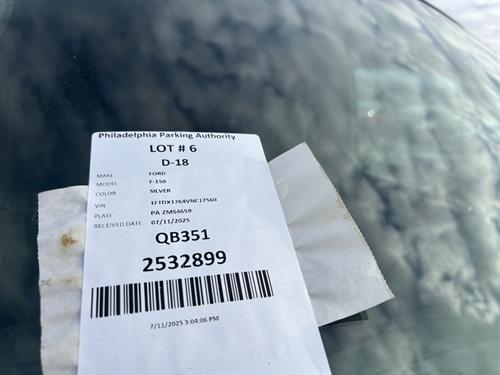 Philadelphia Parking Authority
LOT # 6
D-18
MAKE FORD
MODEL F-150
COLOR SILVER
VIN 1FTDX1764VNC17560
PLATE PA ZMS4659
RECEIVED DATE 07/11/2025
QB351
2532899
7/11/2025 3:04:06 PM